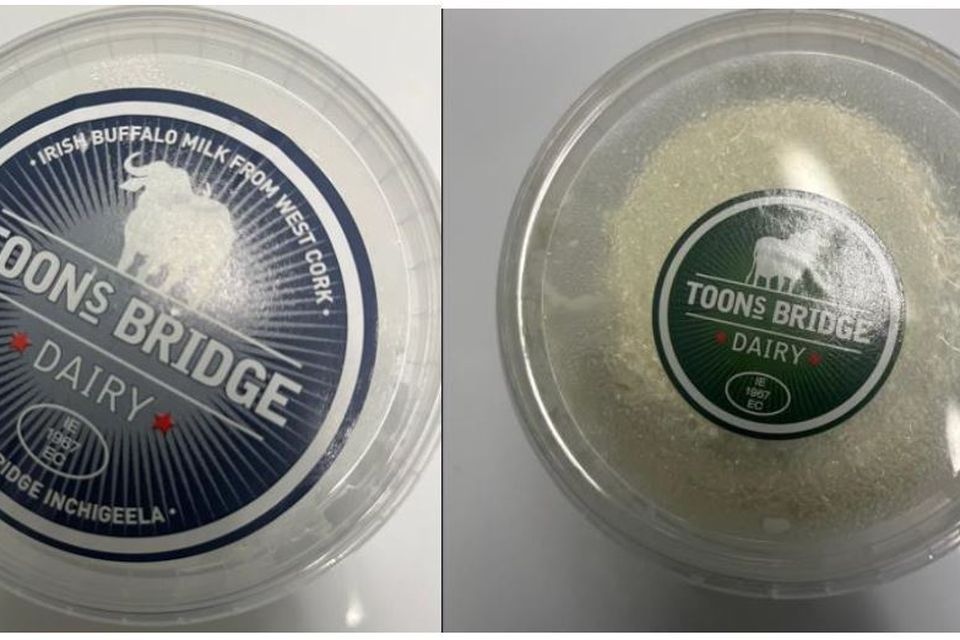 • IRISH BUFFALO MILK FROM WEST CORK •
TOONS BRIDGE
DAIRY
IE
1967
EC
RIDGE INCHIGEELA •
TOONS BRIDGE
DAIRY
IE
1967
EC